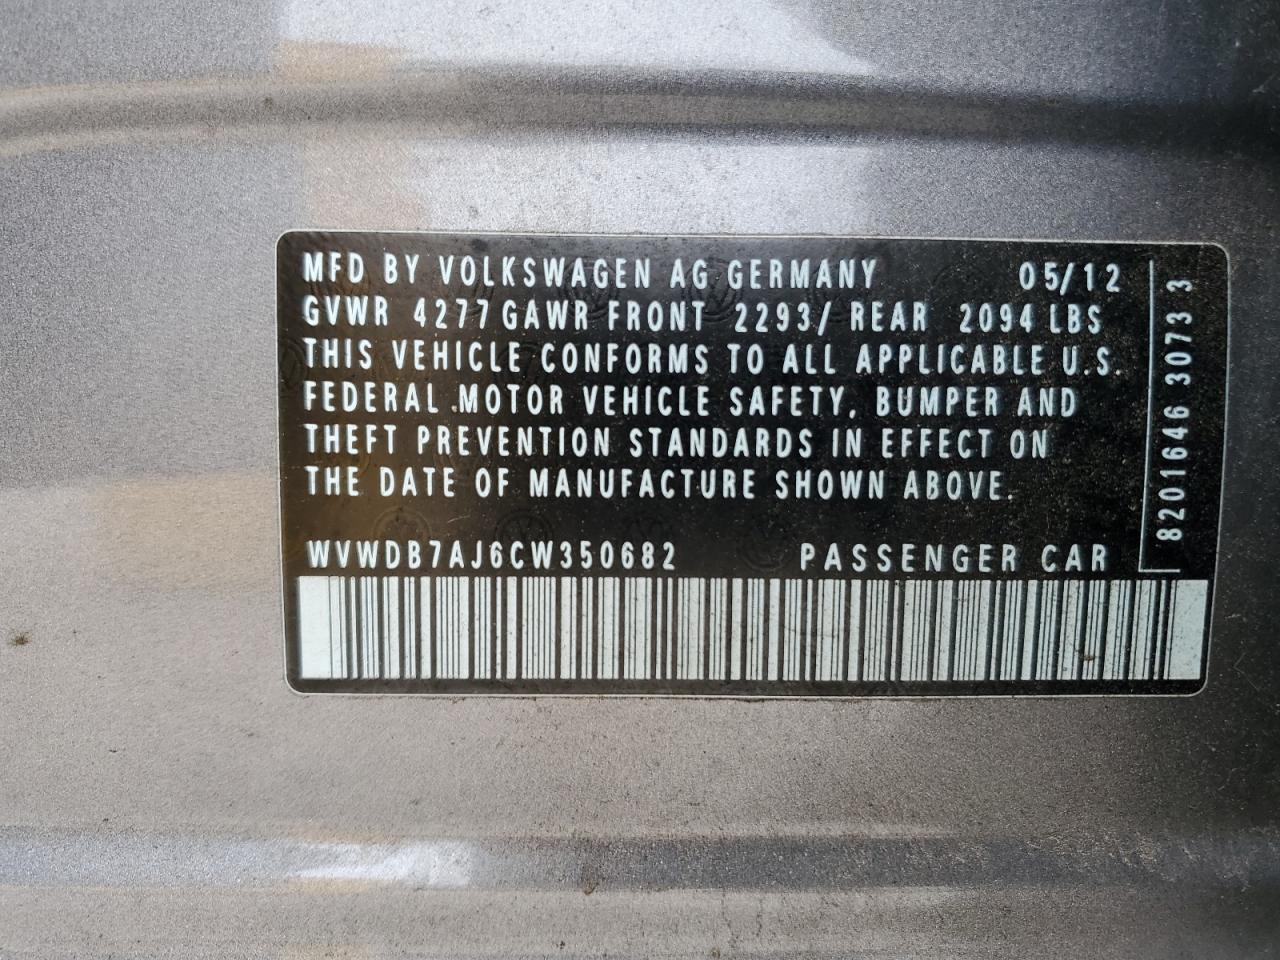 MFD BY VOLKSWAGEN AG GERMANY 05/12
GVWR 4277 GAWR FRONT 2293/ REAR 2094 LBS
THIS VEHICLE CONFORMS TO ALL APPLICABLE U.S.
FEDERAL MOTOR VEHICLE SAFETY, BUMPER AND
THEFT PREVENTION STANDARDS IN EFFECT ON
THE DATE OF MANUFACTURE SHOWN ABOVE.
WVWDB7AJ6CW350682 PASSENGER CAR
8201646 3073 3